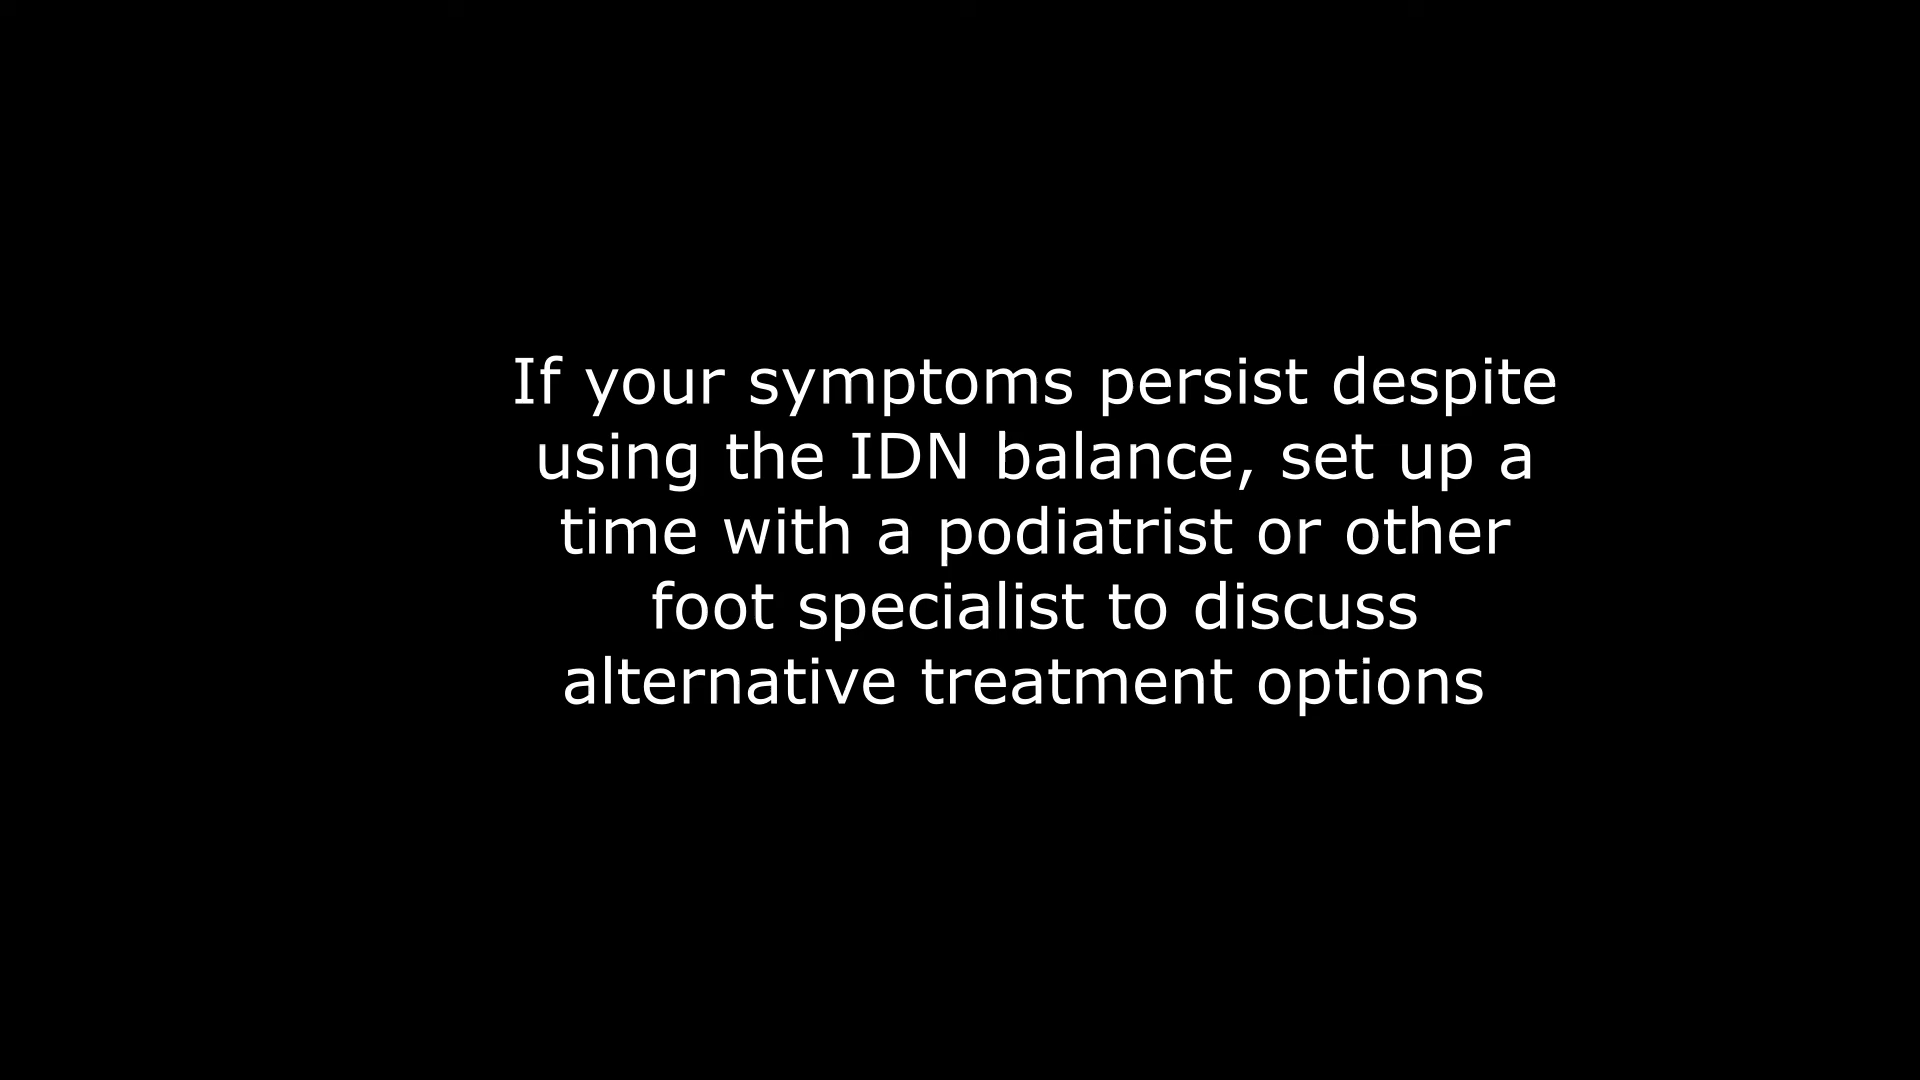 If your symptoms persist despite
using the IDN balance, set up a
time with a podiatrist or other
foot specialist to discuss
alternative treatment options